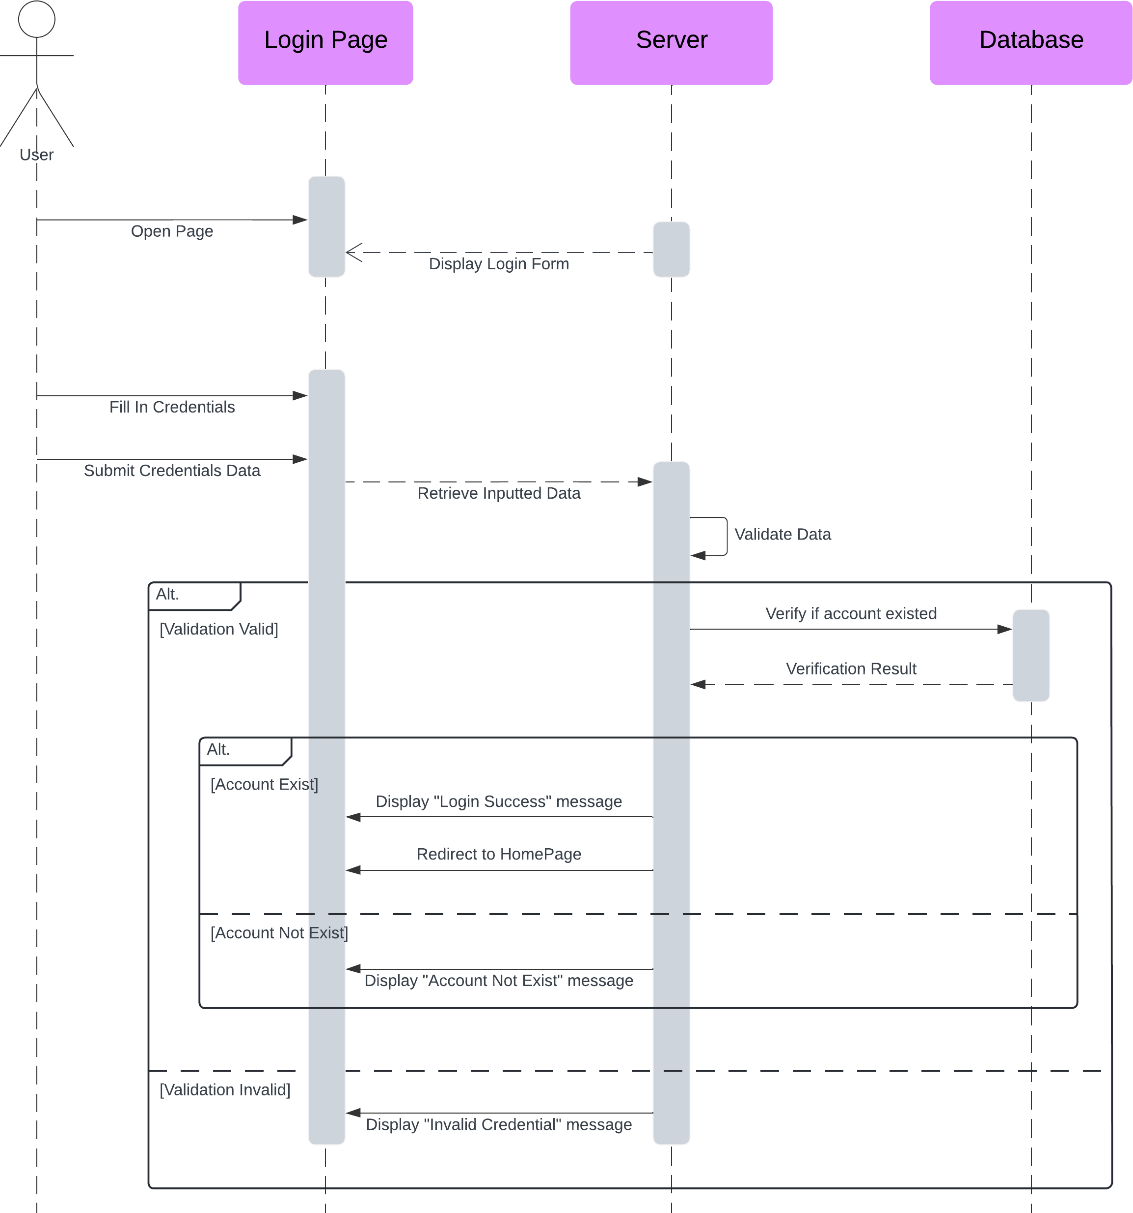 Login Page
Server
Database
User
Open Page
Display Login Form
Fill In Credentials
Submit Credentials Data
Retrieve Inputted Data
Validate Data
Alt.
[Validation Valid]
Verify if account existed
Verification Result
Alt.
[Account Exist]
Display "Login Success" message
Redirect to HomePage
[Account Not Exist]
Display "Account Not Exist" message
[Validation Invalid]
Display "Invalid Credential" message